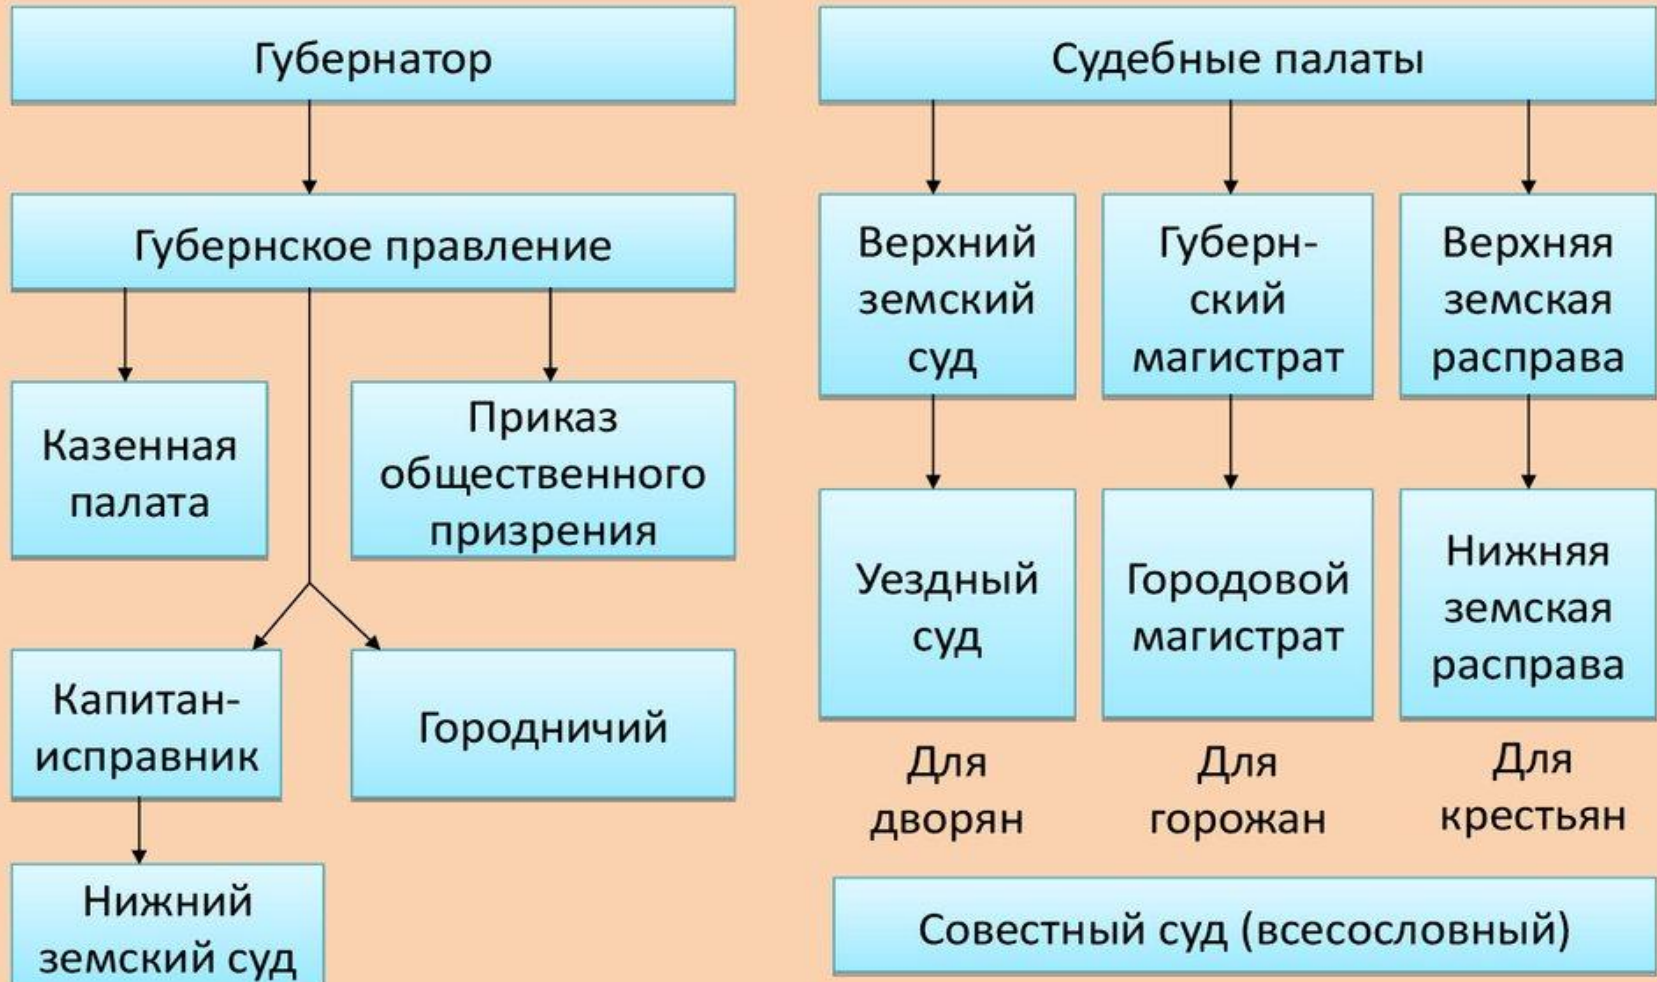 Губернатор
Губернское правление
Казенная
палата
Приказ
общественного
призрения
Капитан-
исправник
Городничий
Нижний
земский суд
Судебные палаты
Верхний
земский
суд
Губерн-
ский
магистрат
Верхняя
земская
расправа
Уездный
суд
Городовой
магистрат
Нижняя
земская
расправа
Для
дворян
Для
горожан
Для
крестьян
Совестный суд (всесословный)